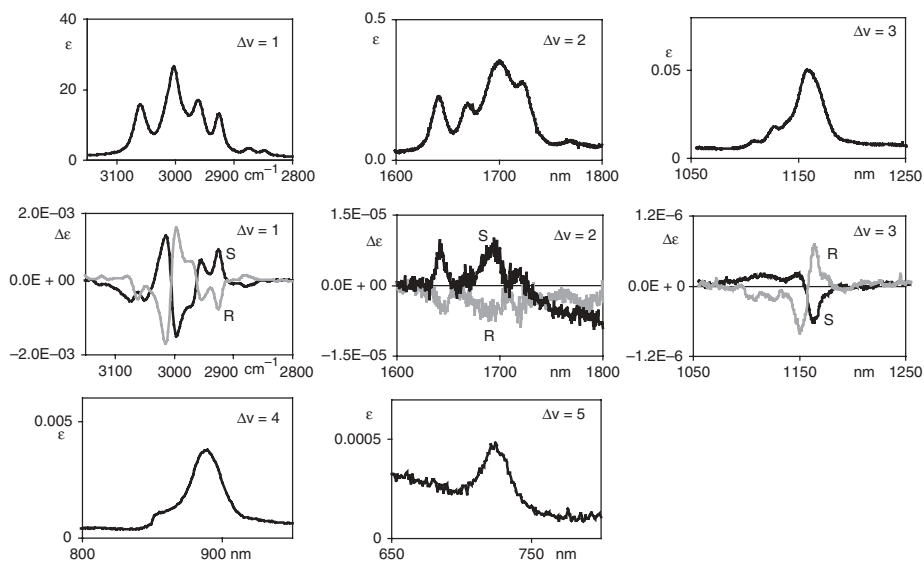 40
ε
20
0
Δv = 1
3100 3000 2900 cm⁻¹ 2800
0.5
ε
0.0
Δv = 2
1600 1700 nm 1800
ε
0.05
0
Δv = 3
1050 1150 nm 1250
2.0E−03
Δε
0.0E + 00
−2.0E−03
Δv = 1
S
R
3100 3000 2900 cm⁻¹ 2800
1.5E−05
Δε
0.0E + 00
−1.5E−05
Δv = 2
S
R
1600 1700 nm 1800
1.2E−6
Δε
0.0E + 0
−1.2E−6
Δv = 3
R
S
1050 1150 nm 1250
0.005
ε
0
Δv = 4
800 900 nm
ε
0.0005
0
Δv = 5
650 750 nm